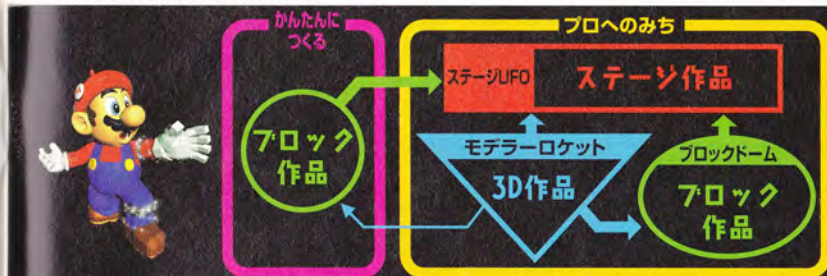 かんたんに
つくる
ブロック
作品
プロへのみち
ステージUFO
ステージ作品
モデラーロケット
3D作品
ブロックドーム
ブロック
作品